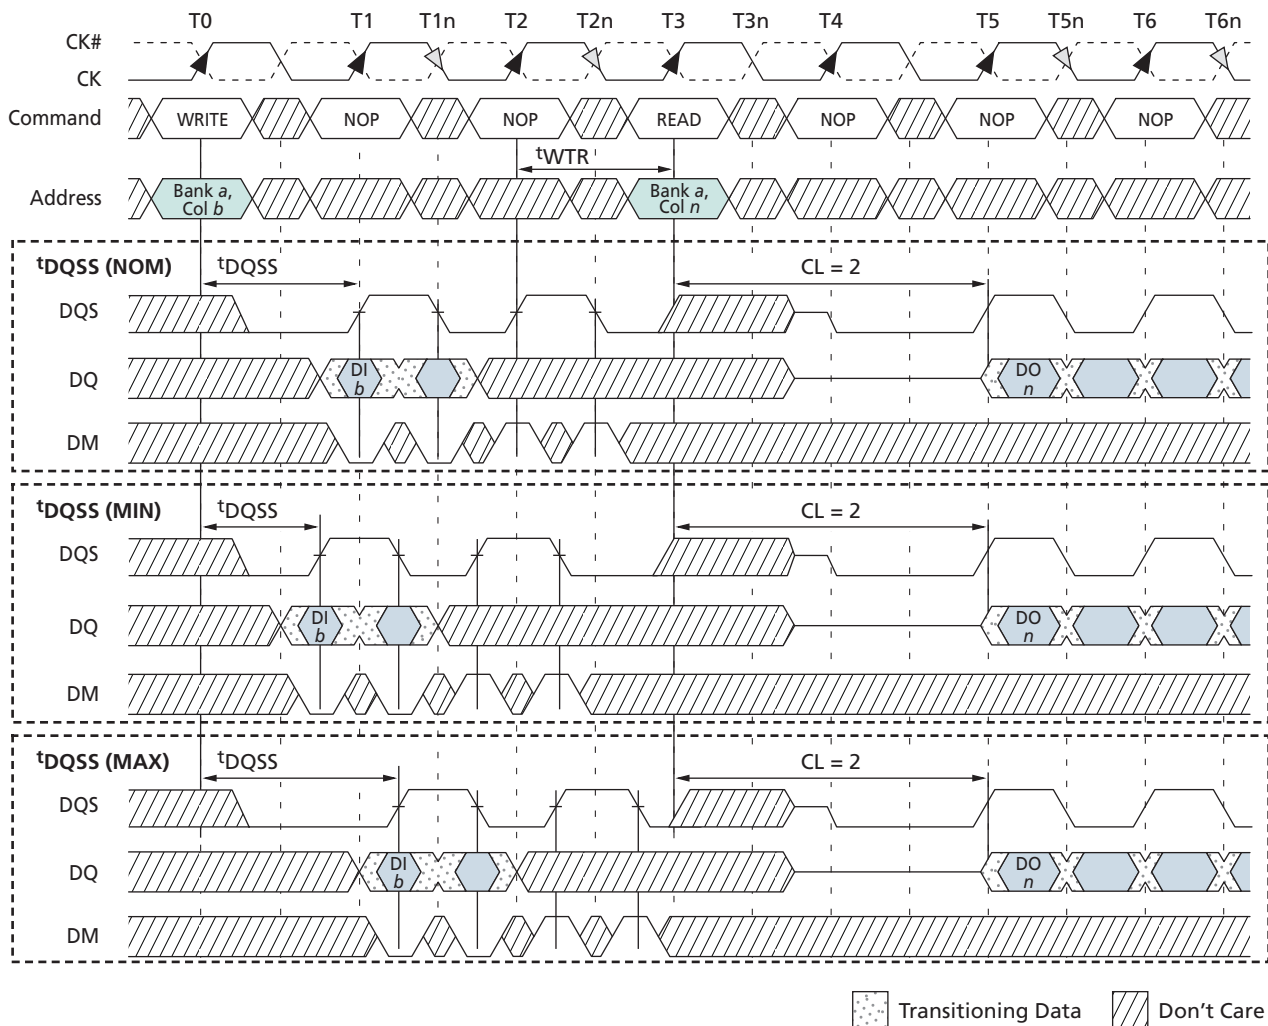 T0 T1 T1n T2 T2n T3 T3n T4 T5 T5n T6 T6n
CK#
CK
Command WRITE NOP NOP READ NOP NOP NOP
tWTR
Address Bank a, Col b Bank a, Col n
tDQSS (NOM) tDQSS CL = 2
DQS
DQ DI b DO n
DM
tDQSS (MIN) tDQSS CL = 2
DQS
DQ DI b DO n
DM
tDQSS (MAX) tDQSS CL = 2
DQS
DQ DI b DO n
DM
Transitioning Data Don't Care